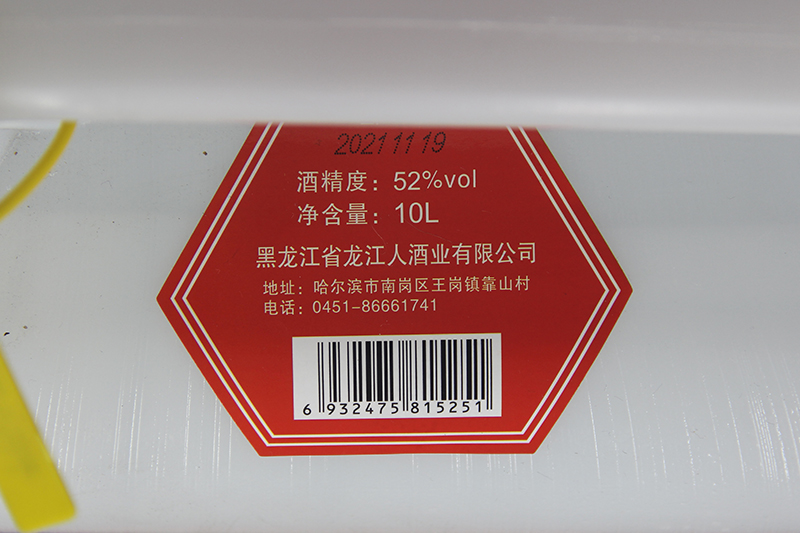 20211119
酒精度：52%vol
净含量：10L
黑龙江省龙江人酒业有限公司
地址：哈尔滨市南岗区王岗镇靠山村
电话：0451-86661741
6 932475 815251